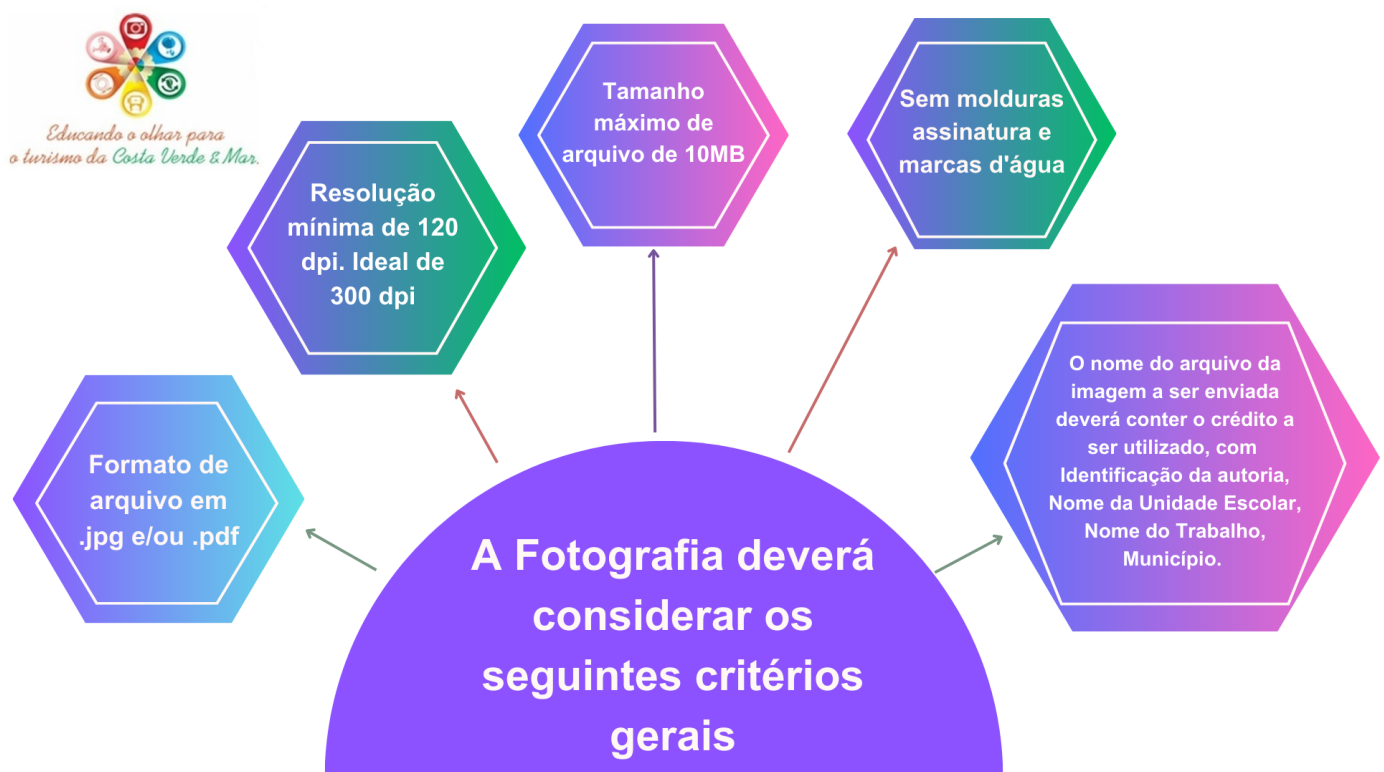 Educando o olhar para
o turismo da Costa Verde & Mar.
Formato de
arquivo em
.jpg e/ou .pdf
Resolução
mínima de 120
dpi. Ideal de
300 dpi
Tamanho
máximo de
arquivo de 10MB
Sem molduras
assinatura e
marcas d'água
O nome do arquivo da
imagem a ser enviada
deverá conter o crédito a
ser utilizado, com
Identificação da autoria,
Nome da Unidade Escolar,
Nome do Trabalho,
Município.
A Fotografia deverá
considerar os
seguintes critérios
gerais